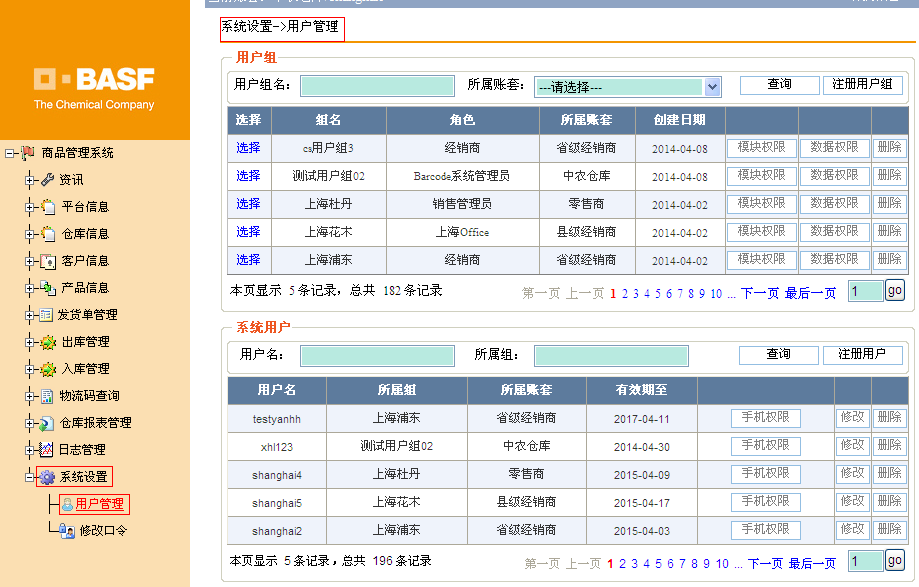 BASF
The Chemical Company
商品管理系统
资讯
平台信息
仓库信息
客户信息
产品信息
发货单管理
出库管理
入库管理
物流码查询
仓库报表管理
日志管理
系统设置
用户管理
修改口令
系统设置->用户管理
用户组
用户组名： 所属账套： ---请选择--- 查询 注册用户组
选择 组名 角色 所属账套 创建日期
选择 cs用户组3 经销商 省级经销商 2014-04-08 模块权限 数据权限 删除
选择 测试用户组02 Barcode系统管理员 中农仓库 2014-04-08 模块权限 数据权限 删除
选择 上海杜丹 销售管理员 零售商 2014-04-02 模块权限 数据权限 删除
选择 上海花木 上海Office 县级经销商 2014-04-02 模块权限 数据权限 删除
选择 上海浦东 经销商 省级经销商 2014-04-02 模块权限 数据权限 删除
本页显示 5条记录，总共 182条记录 第一页 上一页 1 2 3 4 5 6 7 8 9 10 ... 下一页 最后一页 1 go
系统用户
用户名： 所属组： 查询 注册用户
用户名 所属组 所属账套 有效期至
testyanhh 上海浦东 省级经销商 2017-04-11 手机权限 修改 删除
xhl123 测试用户组02 中农仓库 2014-04-30 手机权限 修改 删除
shanghai4 上海杜丹 零售商 2015-04-09 手机权限 修改 删除
shanghai5 上海花木 县级经销商 2015-04-17 手机权限 修改 删除
shanghai2 上海浦东 省级经销商 2015-04-03 手机权限 修改 删除
本页显示 5条记录，总共 196条记录 第一页 上一页 1 2 3 4 5 6 7 8 9 10 ... 下一页 最后一页 1 go